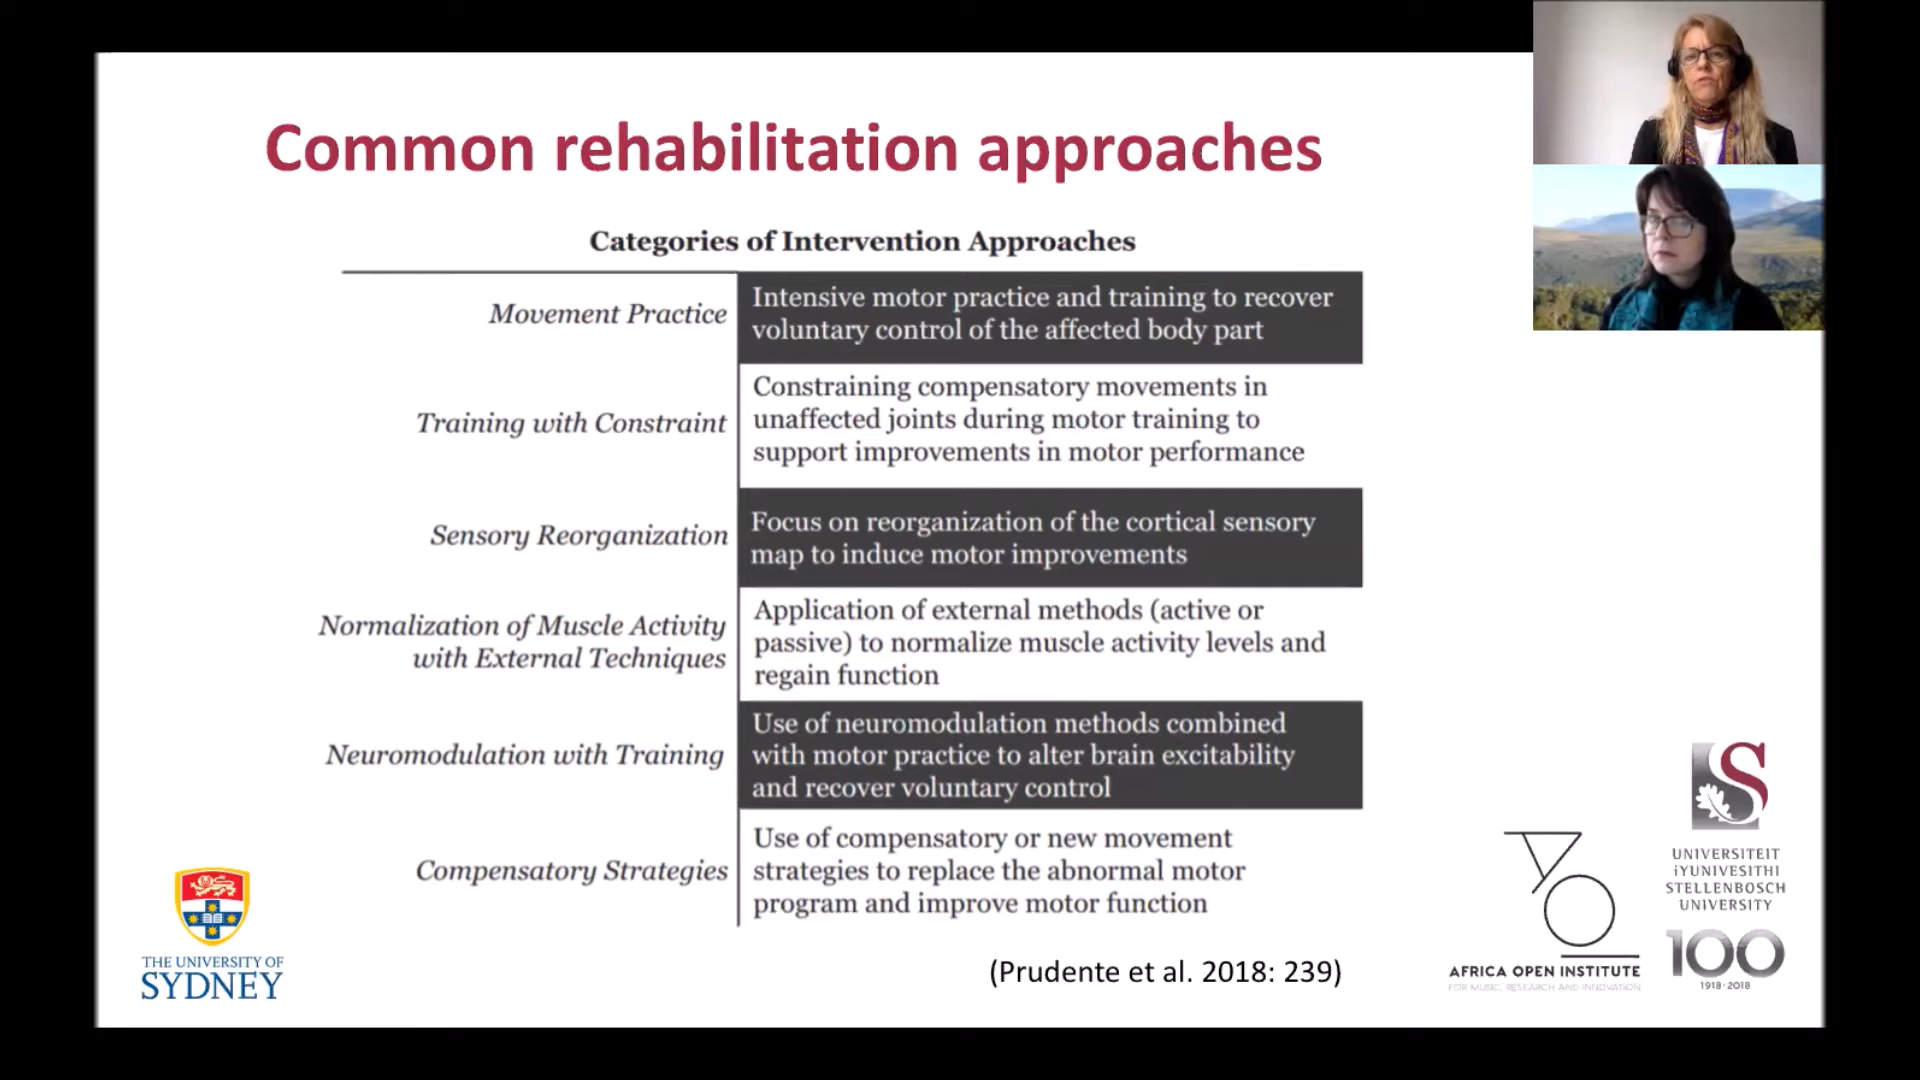 Common rehabilitation approaches
Categories of Intervention Approaches
Movement Practice
Intensive motor practice and training to recover
voluntary control of the affected body part
Training with Constraint
Constraining compensatory movements in
unaffected joints during motor training to
support improvements in motor performance
Sensory Reorganization
Focus on reorganization of the cortical sensory
map to induce motor improvements
Normalization of Muscle Activity
with External Techniques
Application of external methods (active or
passive) to normalize muscle activity levels and
regain function
Neuromodulation with Training
Use of neuromodulation methods combined
with motor practice to alter brain excitability
and recover voluntary control
Compensatory Strategies
Use of compensatory or new movement
strategies to replace the abnormal motor
program and improve motor function
(Prudente et al. 2018: 239)
THE UNIVERSITY OF
SYDNEY
AFRICA OPEN INSTITUTE
FOR MUSIC, RESEARCH AND INNOVATION
S
UNIVERSITEIT
iYUNIVESITHI
STELLENBOSCH
UNIVERSITY
100
1918·2018